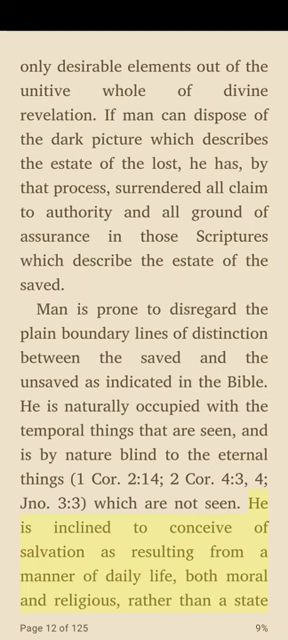 only desirable elements out of the
unitive whole of divine
revelation. If man can dispose of
the dark picture which describes
the estate of the lost, he has, by
that process, surrendered all claim
to authority and all ground of
assurance in those Scriptures
which describe the estate of the
saved.
Man is prone to disregard the
plain boundary lines of distinction
between the saved and the
unsaved as indicated in the Bible.
He is naturally occupied with the
temporal things that are seen, and
is by nature blind to the eternal
things (1 Cor. 2:14; 2 Cor. 4:3, 4;
Jno. 3:3) which are not seen. He
is inclined to conceive of
salvation as resulting from a
manner of daily life, both moral
and religious, rather than a state
Page 12 of 125 9%